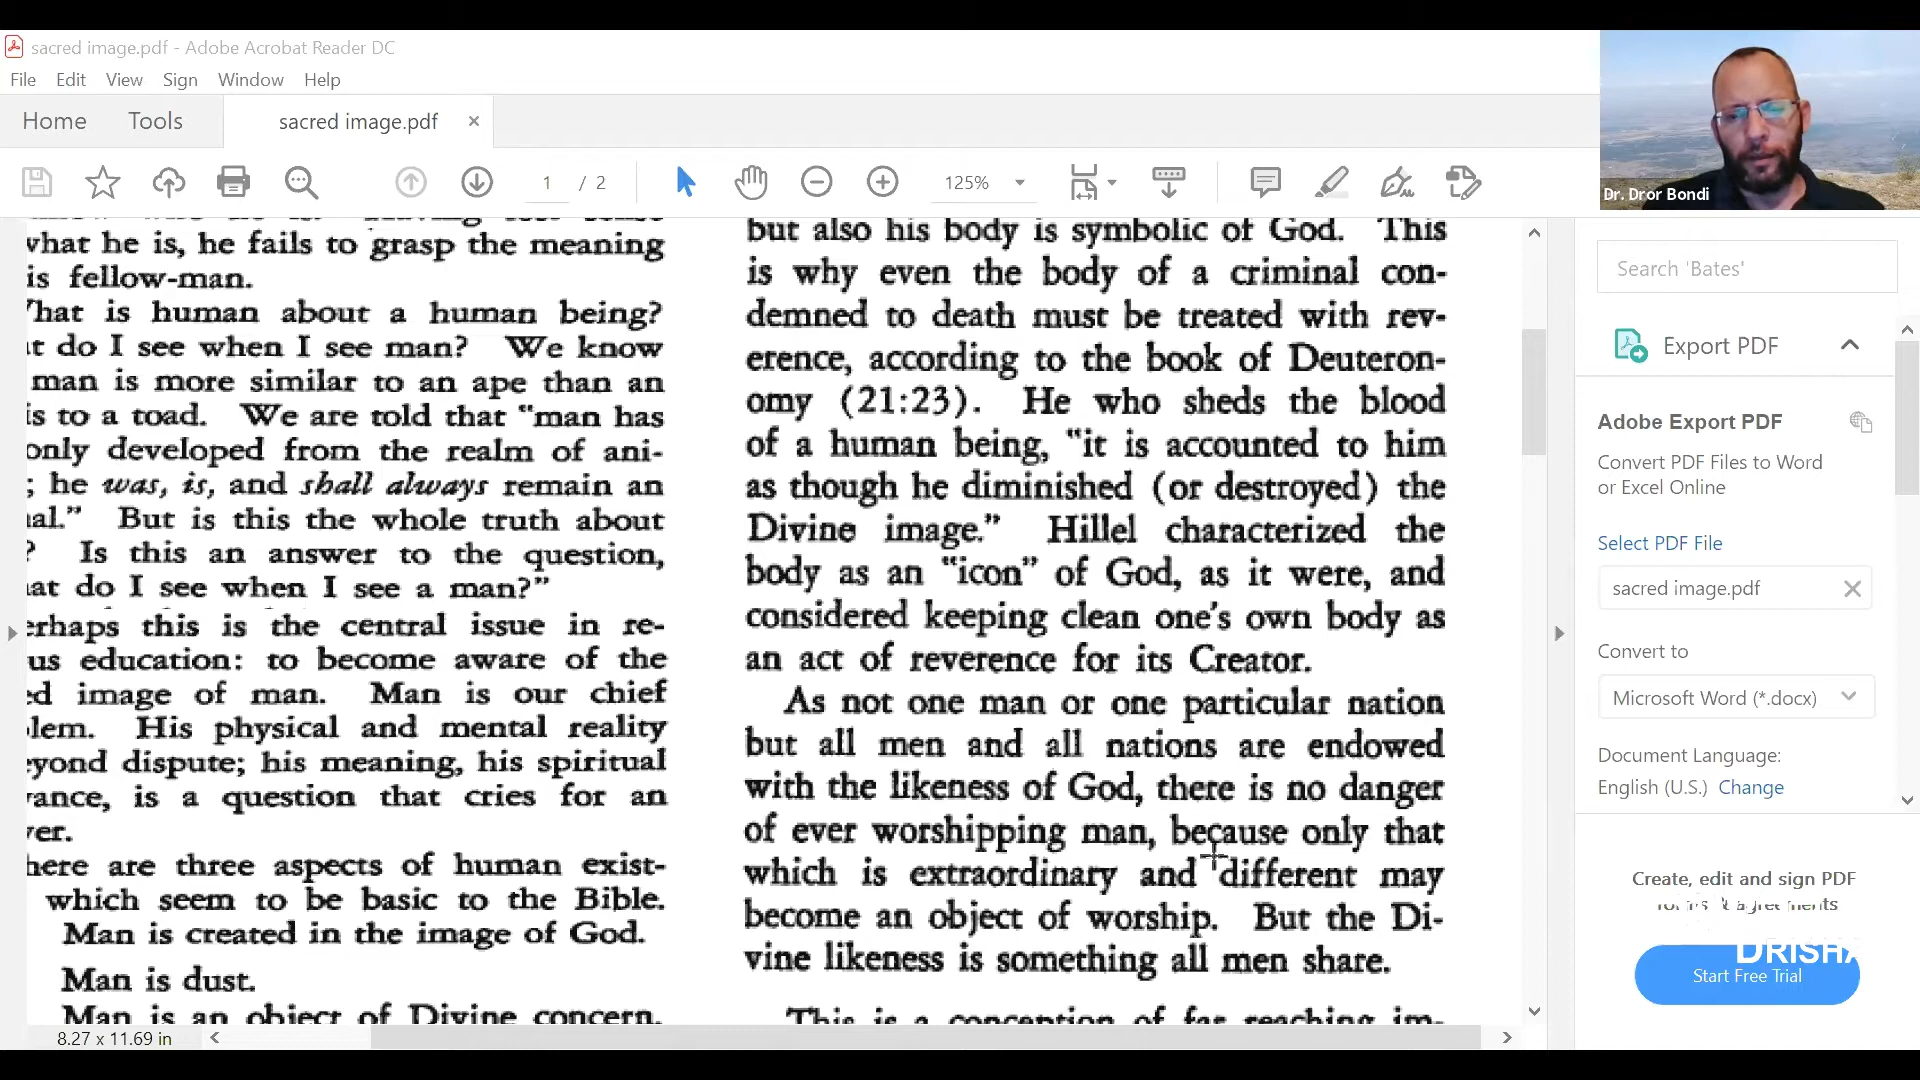 sacred image.pdf - Adobe Acrobat Reader DC
File Edit View Sign Window Help
Home Tools sacred image.pdf ×
1 / 2 125%
what he is, he fails to grasp the meaning
is fellow-man.
What is human about a human being?
t do I see when I see man? We know
man is more similar to an ape than an
is to a toad. We are told that "man has
only developed from the realm of ani-
; he was, is, and shall always remain an
al." But is this the whole truth about
? Is this an answer to the question,
at do I see when I see a man?"
erhaps this is the central issue in re-
us education: to become aware of the
ed image of man. Man is our chief
lem. His physical and mental reality
eyond dispute; his meaning, his spiritual
vance, is a question that cries for an
ver.
here are three aspects of human exist-
which seem to be basic to the Bible.
Man is created in the image of God.
Man is dust.
Man is an object of Divine concern.
but also his body is symbolic of God. This
is why even the body of a criminal con-
demned to death must be treated with rev-
erence, according to the book of Deuteron-
omy (21:23). He who sheds the blood
of a human being, "it is accounted to him
as though he diminished (or destroyed) the
Divine image." Hillel characterized the
body as an "icon" of God, as it were, and
considered keeping clean one's own body as
an act of reverence for its Creator.
As not one man or one particular nation
but all men and all nations are endowed
with the likeness of God, there is no danger
of ever worshipping man, because only that
which is extraordinary and different may
become an object of worship. But the Di-
vine likeness is something all men share.
This is a conception of far reaching im-
8.27 x 11.69 in
Dr. Dror Bondi
Search 'Bates'
Export PDF
Adobe Export PDF
Convert PDF Files to Word
or Excel Online
Select PDF File
sacred image.pdf
Convert to
Microsoft Word (*.docx)
Document Language:
English (U.S.) Change
Create, edit and sign PDF
DRISHA
Start Free Trial